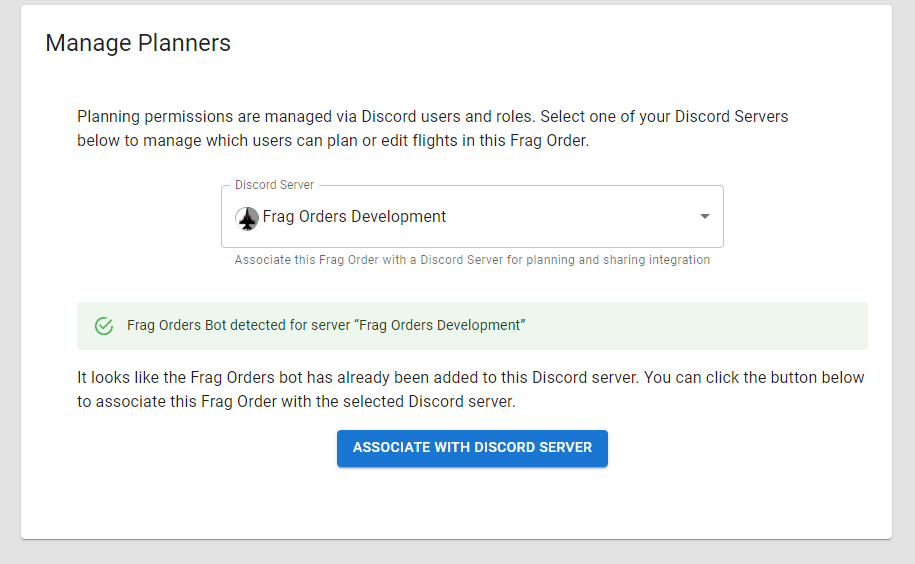 Manage Planners
Planning permissions are managed via Discord users and roles. Select one of your Discord Servers
below to manage which users can plan or edit flights in this Frag Order.
Discord Server
Frag Orders Development
Associate this Frag Order with a Discord Server for planning and sharing integration
Frag Orders Bot detected for server “Frag Orders Development”
It looks like the Frag Orders bot has already been added to this Discord server. You can click the button below
to associate this Frag Order with the selected Discord server.
ASSOCIATE WITH DISCORD SERVER